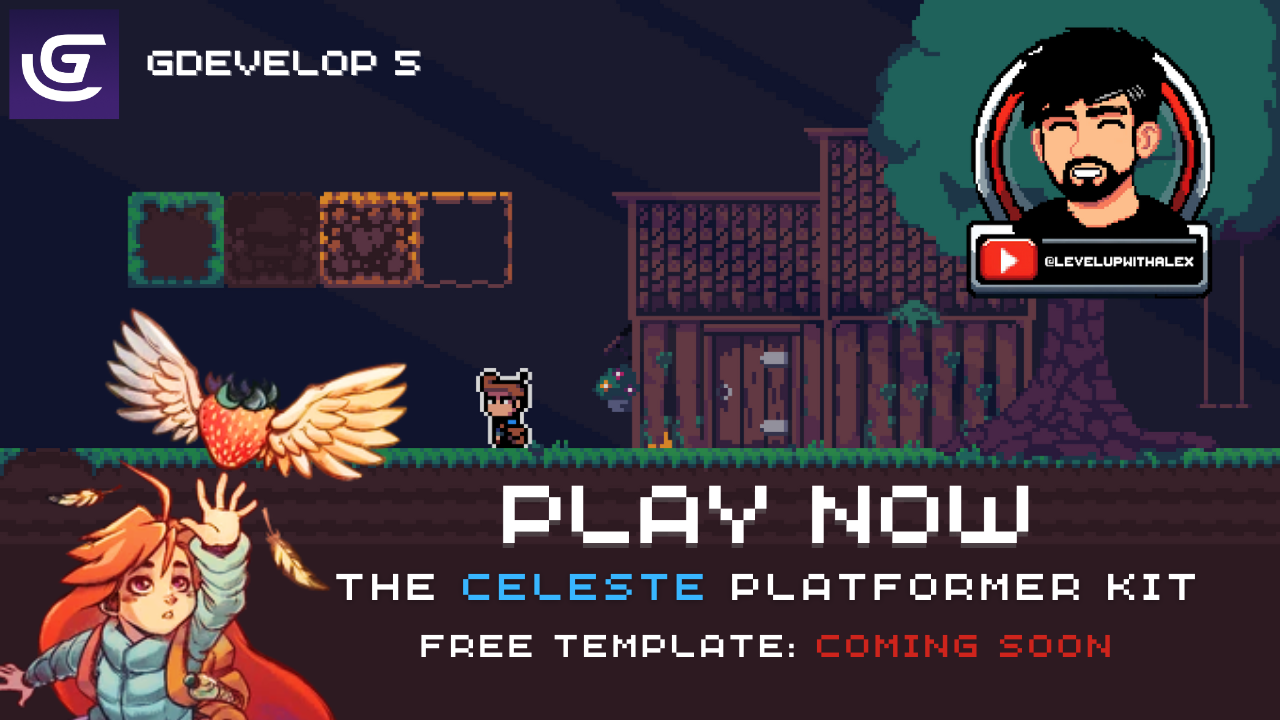 GDEVELOP 5
@LEVELUPWITHALEX
PLAY NOW
THE CELESTE PLATFORMER KIT
FREE TEMPLATE: COMING SOON